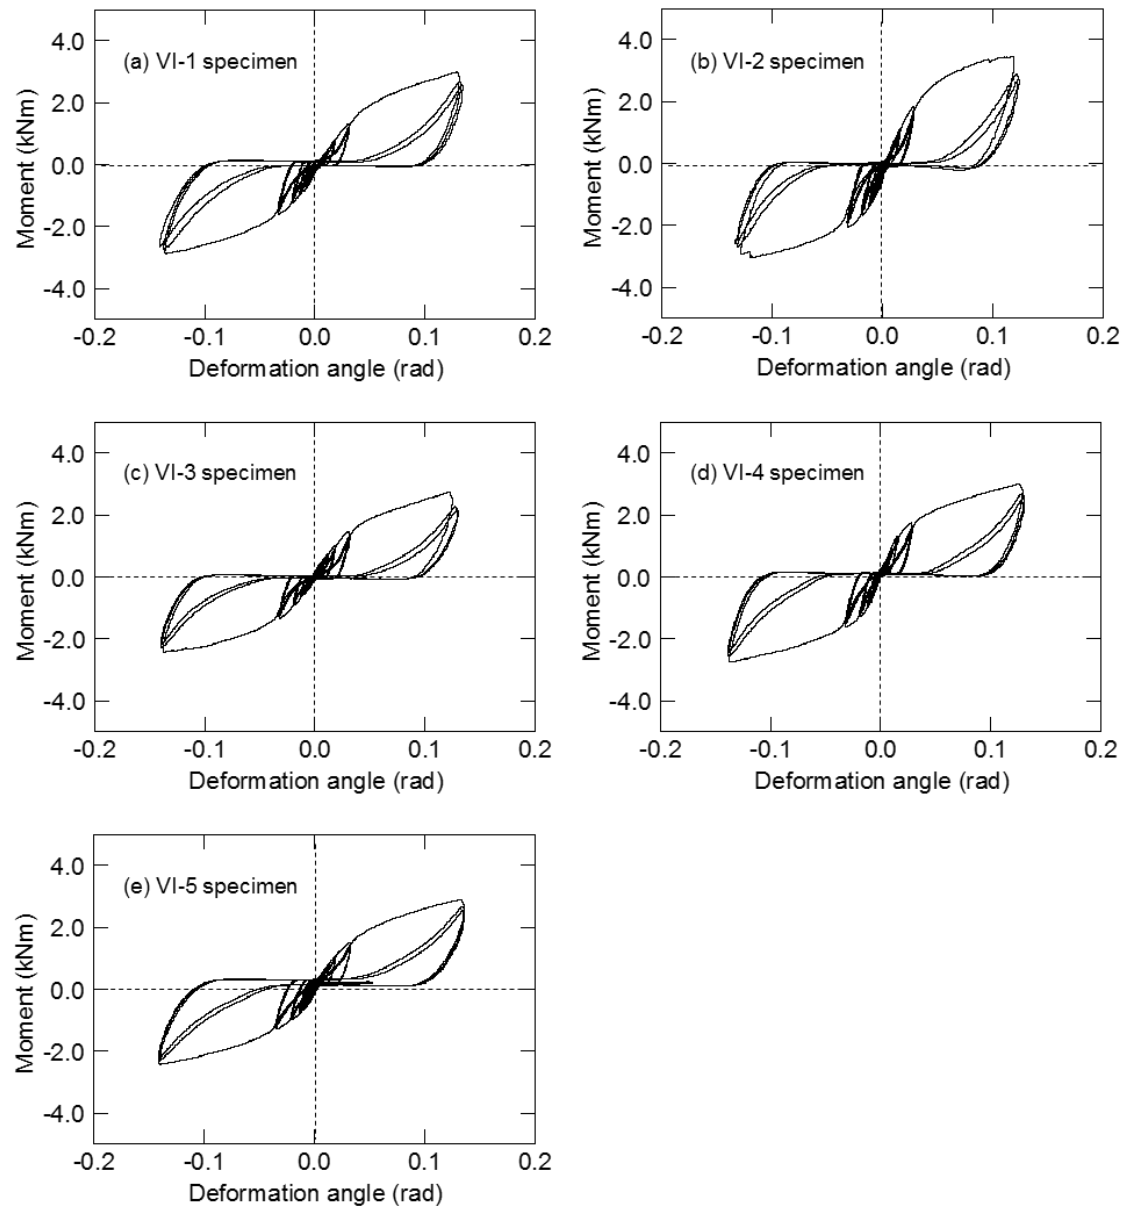 4.0
(a) VI-1 specimen
2.0
0.0
-2.0
-4.0
Moment (kNm)
-0.2 -0.1 0.0 0.1 0.2
Deformation angle (rad)
4.0
(b) VI-2 specimen
2.0
0.0
-2.0
-4.0
Moment (kNm)
-0.2 -0.1 0.0 0.1 0.2
Deformation angle (rad)
4.0
(c) VI-3 specimen
2.0
0.0
-2.0
-4.0
Moment (kNm)
-0.2 -0.1 0.0 0.1 0.2
Deformation angle (rad)
4.0
(d) VI-4 specimen
2.0
0.0
-2.0
-4.0
Moment (kNm)
-0.2 -0.1 0.0 0.1 0.2
Deformation angle (rad)
4.0
(e) VI-5 specimen
2.0
0.0
-2.0
-4.0
Moment (kNm)
-0.2 -0.1 0.0 0.1 0.2
Deformation angle (rad)